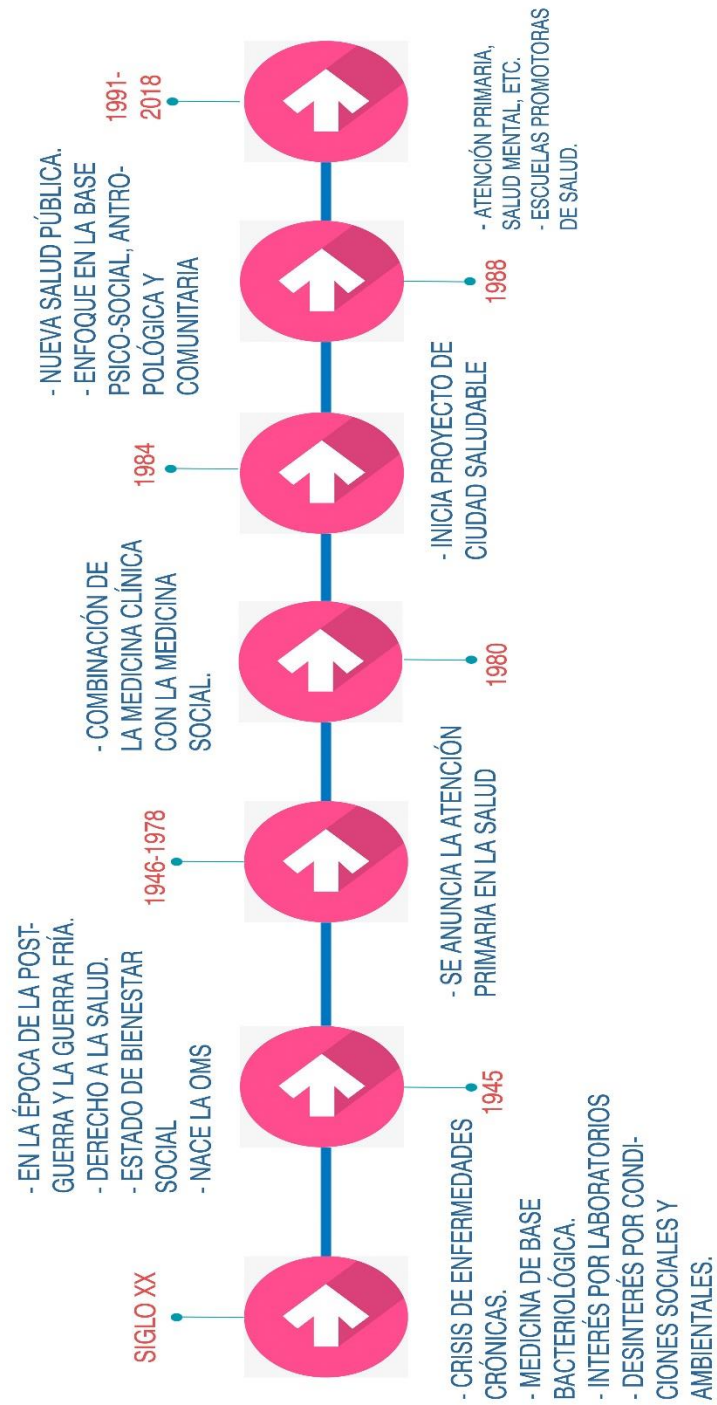 SIGLO XX
- CRISIS DE ENFERMEDADES
CRÓNICAS.
- MEDICINA DE BASE
BACTERIOLÓGICA.
- INTERÉS POR LABORATORIOS
- DESINTERÉS POR CONDI-
CIONES SOCIALES Y
AMBIENTALES.
- EN LA ÉPOCA DE LA POST-
GUERRA Y LA GUERRA FRÍA.
- DERECHO A LA SALUD.
- ESTADO DE BIENESTAR
SOCIAL
- NACE LA OMS
1945
1946-1978
- SE ANUNCIA LA ATENCIÓN
PRIMARIA EN LA SALUD
- COMBINACIÓN DE
LA MEDICINA CLÍNICA
CON LA MEDICINA
SOCIAL.
1980
1984
- INICIA PROYECTO DE
CIUDAD SALUDABLE
- NUEVA SALUD PÚBLICA.
- ENFOQUE EN LA BASE
PSICO-SOCIAL, ANTRO-
POLÓGICA Y
COMUNITARIA
1988
1991-
2018
- ATENCIÓN PRIMARIA,
SALUD MENTAL, ETC.
- ESCUELAS PROMOTORAS
DE SALUD.